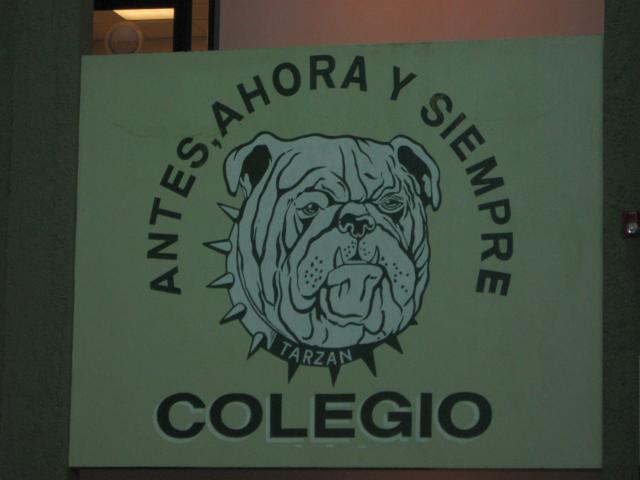 ANTES, AHORA Y SIEMPRE
TARZAN
COLEGIO